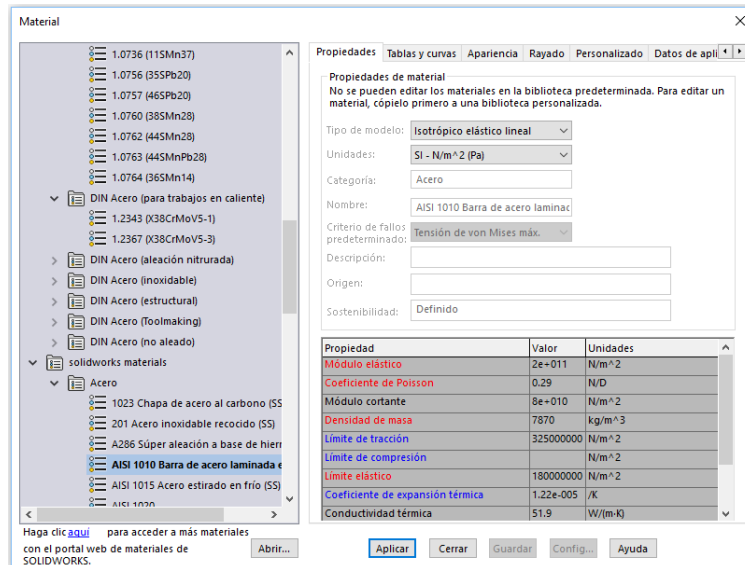 Material
1.0736 (11SMn37)
1.0756 (35SPb20)
1.0757 (46SPb20)
1.0760 (38SMn28)
1.0762 (44SMn28)
1.0763 (44SMnPb28)
1.0764 (36SMn14)
DIN Acero (para trabajos en caliente)
1.2343 (X38CrMoV5-1)
1.2367 (X38CrMoV5-3)
DIN Acero (aleación nitrurada)
DIN Acero (inoxidable)
DIN Acero (estructural)
DIN Acero (Toolmaking)
DIN Acero (no aleado)
solidworks materials
Acero
1023 Chapa de acero al carbono (SS
201 Acero inoxidable recocido (SS)
A286 Súper aleación a base de hierr
AISI 1010 Barra de acero laminada e
AISI 1015 Acero estirado en frío (SS)
AISI 1020
Haga clic aquí para acceder a más materiales
con el portal web de materiales de
SOLIDWORKS.
Abrir...
Propiedades Tablas y curvas Apariencia Rayado Personalizado Datos de apli
Propiedades de material
No se pueden editar los materiales en la biblioteca predeterminada. Para editar un
material, cópielo primero a una biblioteca personalizada.
Tipo de modelo: Isotrópico elástico lineal
Unidades: SI - N/m^2 (Pa)
Categoría: Acero
Nombre: AISI 1010 Barra de acero laminac
Criterio de fallos
predeterminado: Tensión de von Mises máx.
Descripción:
Origen:
Sostenibilidad: Definido
Propiedad Valor Unidades
Módulo elástico 2e+011 N/m^2
Coeficiente de Poisson 0.29 N/D
Módulo cortante 8e+010 N/m^2
Densidad de masa 7870 kg/m^3
Límite de tracción 325000000 N/m^2
Límite de compresión N/m^2
Límite elástico 180000000 N/m^2
Coeficiente de expansión térmica 1.22e-005 /K
Conductividad térmica 51.9 W/(m·K)
Aplicar Cerrar Guardar Config... Ayuda